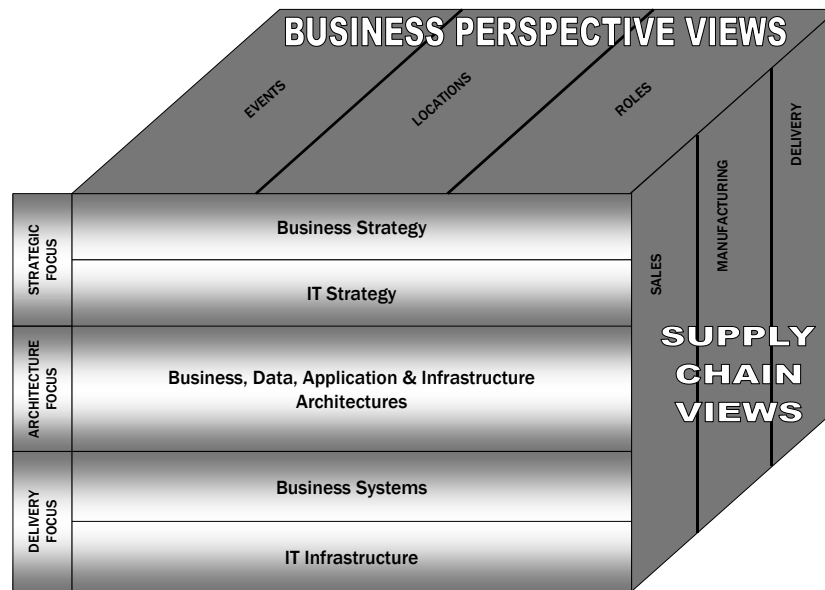 BUSINESS PERSPECTIVE VIEWS
EVENTS
LOCATIONS
ROLES
STRATEGIC
FOCUS
Business Strategy
IT Strategy
ARCHITECTURE
FOCUS
Business, Data, Application & Infrastructure
Architectures
DELIVERY
FOCUS
Business Systems
IT Infrastructure
SALES
MANUFACTURING
DELIVERY
SUPPLY
CHAIN
VIEWS